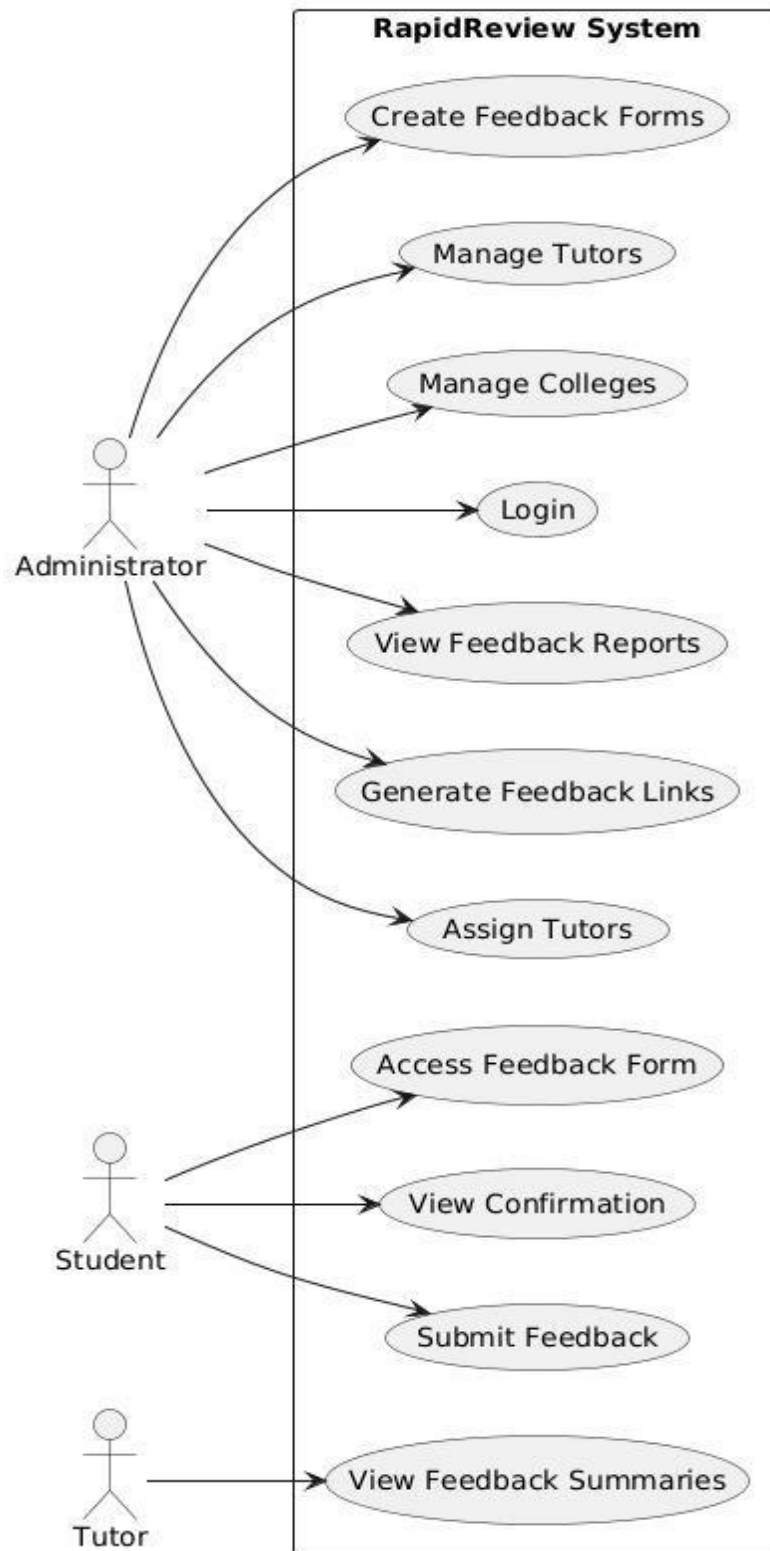 RapidReview System
Create Feedback Forms
Manage Tutors
Manage Colleges
Login
Administrator
View Feedback Reports
Generate Feedback Links
Assign Tutors
Access Feedback Form
View Confirmation
Student
Submit Feedback
View Feedback Summaries
Tutor